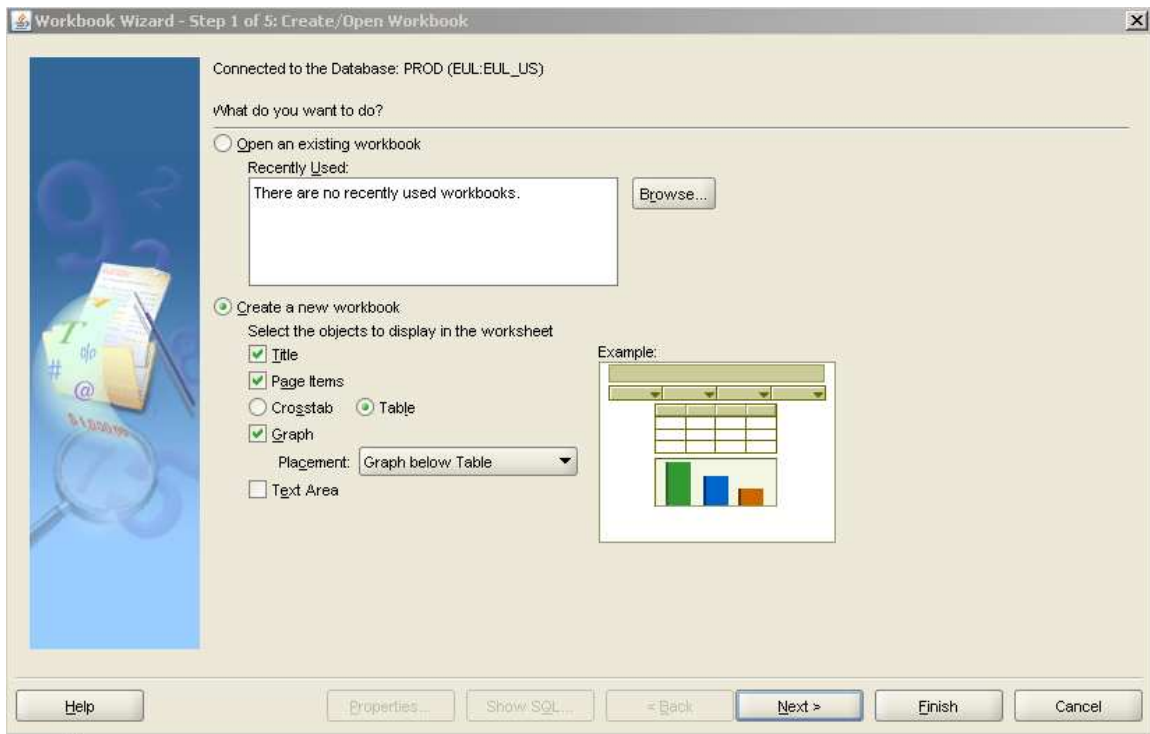 Workbook Wizard - Step 1 of 5: Create/Open Workbook
Connected to the Database: PROD (EUL:EUL_US)
What do you want to do?
Open an existing workbook
Recently Used:
There are no recently used workbooks.
Browse...
Create a new workbook
Select the objects to display in the worksheet
Title
Example:
Page Items
Crosstab Table
Graph
Placement: Graph below Table
Text Area
Help Properties... Show SQL... < Back Next > Finish Cancel